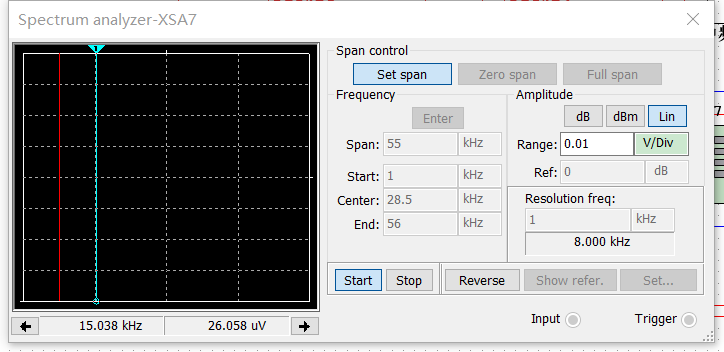 Spectrum analyzer-XSA7
Span control
Set span
Zero span
Full span
Frequency
Enter
Span: 55 kHz
Start: 1 kHz
Center: 28.5 kHz
End: 56 kHz
Amplitude
dB dBm Lin
Range: 0.01 V/Div
Ref: 0 dB
Resolution freq:
1 kHz
8.000 kHz
Start Stop Reverse Show refer. Set...
15.038 kHz 26.058 uV
Input Trigger